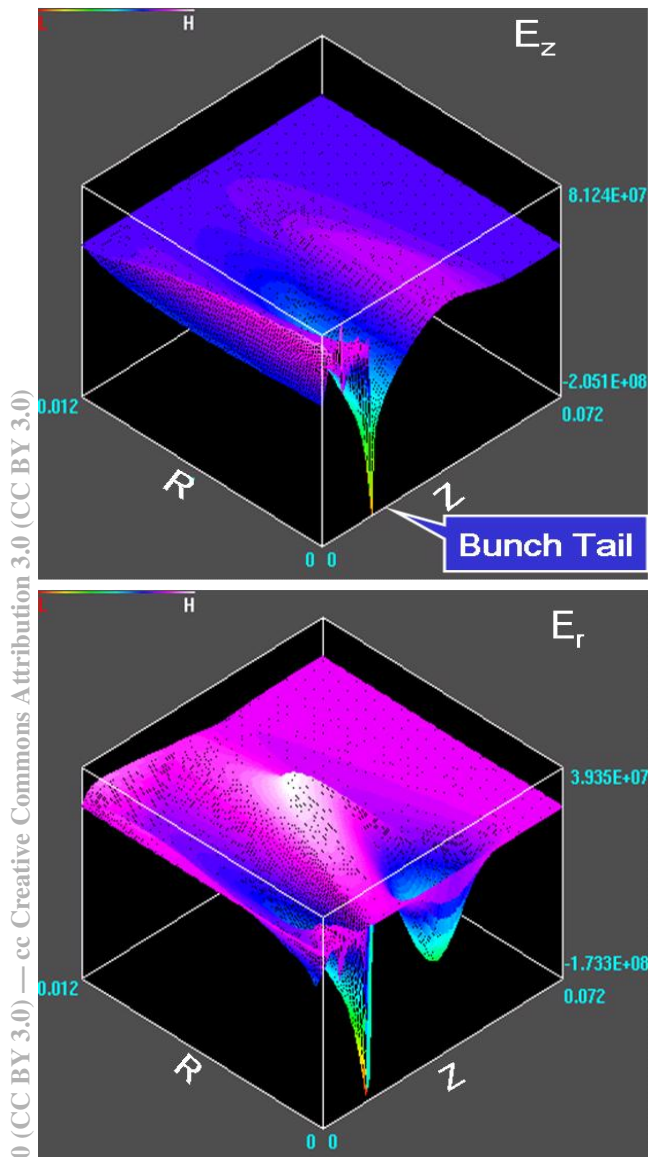 L H
E_z
8.124E+07
-2.051E+08
0.012
0.072
R
Z
0 0
Bunch Tail
L H
E_r
3.935E+07
-1.733E+08
0.012
0.072
R
Z
0 0
0 (CC BY 3.0) — cc Creative Commons Attribution 3.0 (CC BY 3.0)